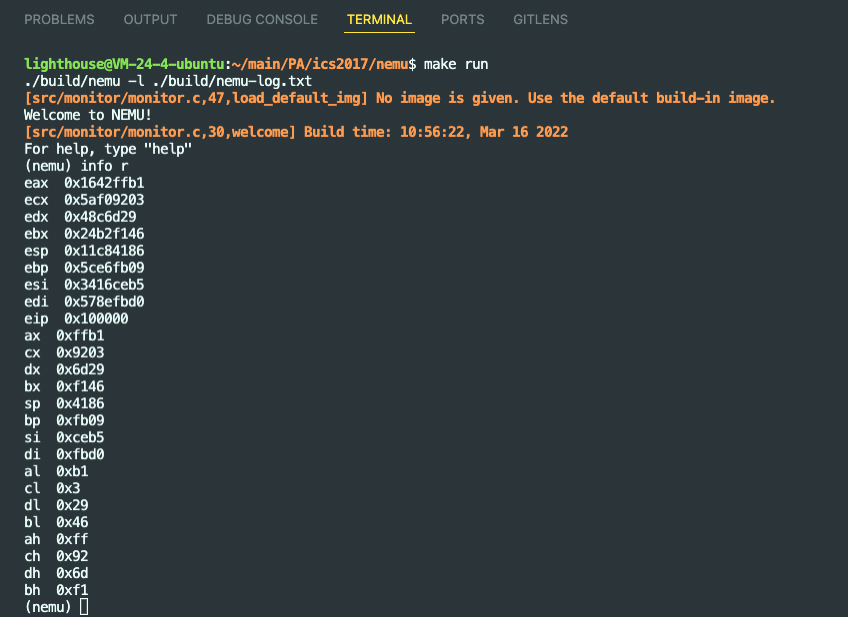 PROBLEMS OUTPUT DEBUG CONSOLE TERMINAL PORTS GITLENS
lighthouse@VM-24-4-ubuntu:~/main/PA/ics2017/nemu$ make run
./build/nemu -l ./build/nemu-log.txt
[src/monitor/monitor.c,47,load_default_img] No image is given. Use the default build-in image.
Welcome to NEMU!
[src/monitor/monitor.c,30,welcome] Build time: 10:56:22, Mar 16 2022
For help, type "help"
(nemu) info r
eax  0x1642ffb1
ecx  0x5af09203
edx  0x48c6d29
ebx  0x24b2f146
esp  0x11c84186
ebp  0x5ce6fb09
esi  0x3416ceb5
edi  0x578efbd0
eip  0x100000
ax  0xffb1
cx  0x9203
dx  0x6d29
bx  0xf146
sp  0x4186
bp  0xfb09
si  0xceb5
di  0xfbd0
al  0xb1
cl  0x3
dl  0x29
bl  0x46
ah  0xff
ch  0x92
dh  0x6d
bh  0xf1
(nemu)